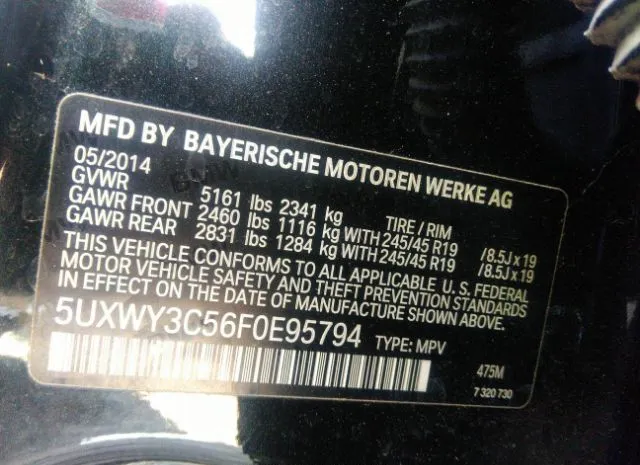 MFD BY BAYERISCHE MOTOREN WERKE AG
05/2014
GVWR 5161 lbs 2341 kg TIRE / RIM
GAWR FRONT 2460 lbs 1116 kg WITH 245/45 R19 /8.5J x 19
GAWR REAR 2831 lbs 1284 kg WITH 245/45 R19 /8.5J x 19
THIS VEHICLE CONFORMS TO ALL APPLICABLE U. S. FEDERAL
MOTOR VEHICLE SAFETY AND THEFT PREVENTION STANDARDS
IN EFFECT ON THE DATE OF MANUFACTURE SHOWN ABOVE.
5UXWY3C56F0E95794 TYPE: MPV
475M
7 320 730